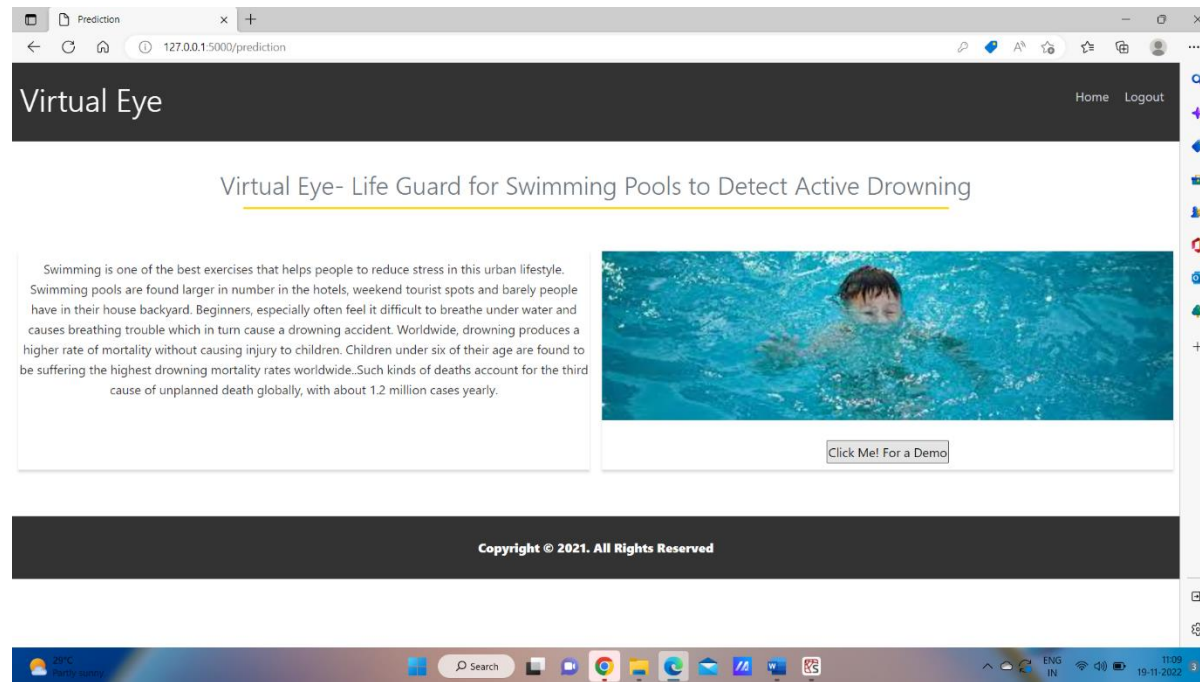 Prediction
127.0.0.1:5000/prediction
Virtual Eye
Home Logout
Virtual Eye- Life Guard for Swimming Pools to Detect Active Drowning
Swimming is one of the best exercises that helps people to reduce stress in this urban lifestyle.
Swimming pools are found larger in number in the hotels, weekend tourist spots and barely people
have in their house backyard. Beginners, especially often feel it difficult to breathe under water and
causes breathing trouble which in turn cause a drowning accident. Worldwide, drowning produces a
higher rate of mortality without causing injury to children. Children under six of their age are found to
be suffering the highest drowning mortality rates worldwide..Such kinds of deaths account for the third
cause of unplanned death globally, with about 1.2 million cases yearly.
Click Me! For a Demo
Copyright © 2021. All Rights Reserved
29°C
Partly sunny
Search
ENG
IN
11:09
19-11-2022
3